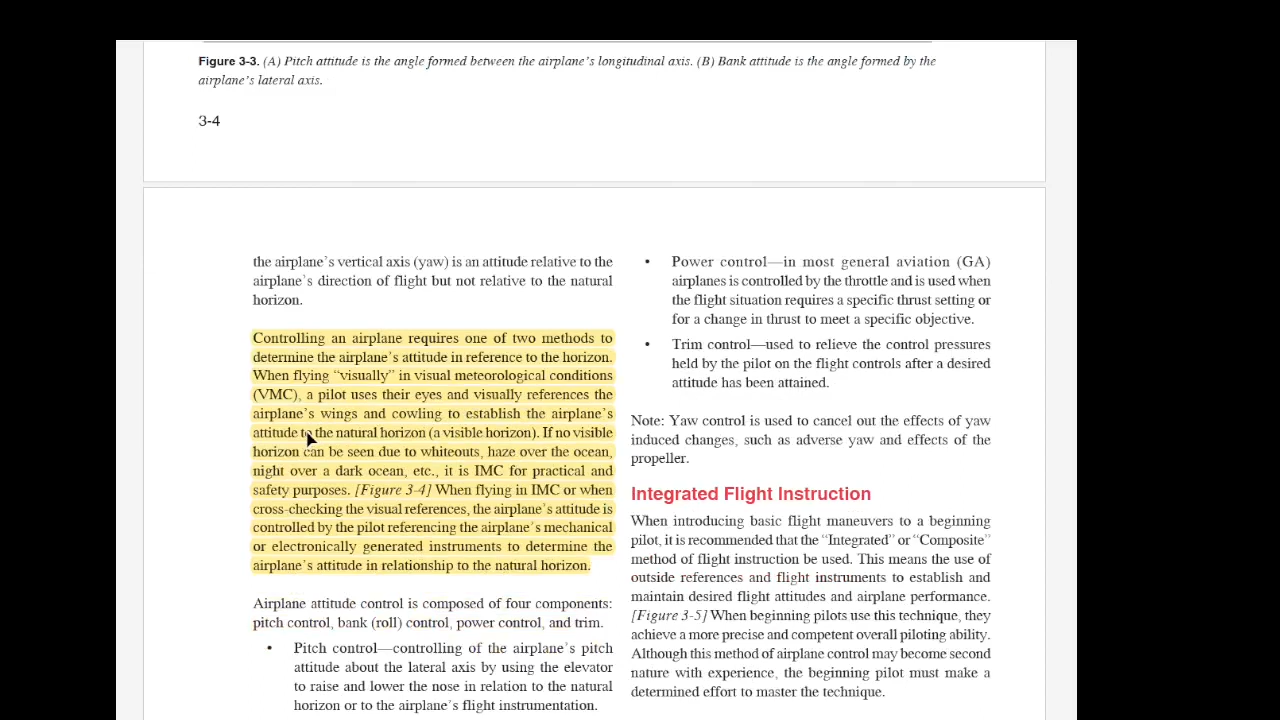 Figure 3-3. (A) Pitch attitude is the angle formed between the airplane's longitudinal axis. (B) Bank attitude is the angle formed by the
airplane's lateral axis.
3-4
the airplane's vertical axis (yaw) is an attitude relative to the
airplane's direction of flight but not relative to the natural
horizon.
Controlling an airplane requires one of two methods to
determine the airplane's attitude in reference to the horizon.
When flying “visually” in visual meteorological conditions
(VMC), a pilot uses their eyes and visually references the
airplane's wings and cowling to establish the airplane's
attitude to the natural horizon (a visible horizon). If no visible
horizon can be seen due to whiteouts, haze over the ocean,
night over a dark ocean, etc., it is IMC for practical and
safety purposes. [Figure 3-4] When flying in IMC or when
cross-checking the visual references, the airplane's attitude is
controlled by the pilot referencing the airplane's mechanical
or electronically generated instruments to determine the
airplane's attitude in relationship to the natural horizon.
Airplane attitude control is composed of four components:
pitch control, bank (roll) control, power control, and trim.
• Pitch control—controlling of the airplane's pitch
attitude about the lateral axis by using the elevator
to raise and lower the nose in relation to the natural
horizon or to the airplane's flight instrumentation.
• Power control—in most general aviation (GA)
airplanes is controlled by the throttle and is used when
the flight situation requires a specific thrust setting or
for a change in thrust to meet a specific objective.
• Trim control—used to relieve the control pressures
held by the pilot on the flight controls after a desired
attitude has been attained.
Note: Yaw control is used to cancel out the effects of yaw
induced changes, such as adverse yaw and effects of the
propeller.
Integrated Flight Instruction
When introducing basic flight maneuvers to a beginning
pilot, it is recommended that the “Integrated” or “Composite”
method of flight instruction be used. This means the use of
outside references and flight instruments to establish and
maintain desired flight attitudes and airplane performance.
[Figure 3-5] When beginning pilots use this technique, they
achieve a more precise and competent overall piloting ability.
Although this method of airplane control may become second
nature with experience, the beginning pilot must make a
determined effort to master the technique.